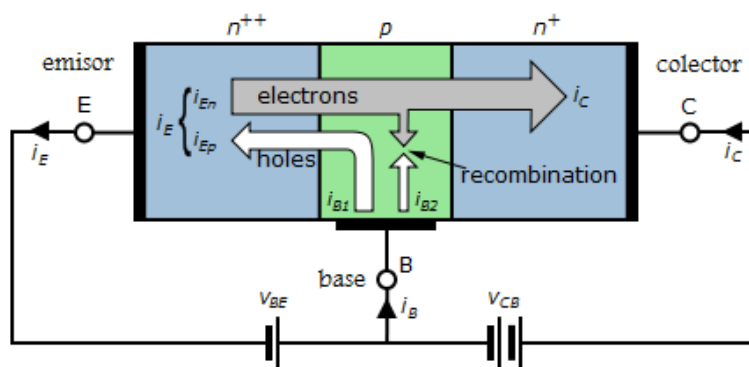 n++ p n+
emisor colector
E electrons iC C
iE { iEn
iEp
iE holes recombination iC
iB1 iB2
base B
vBE iB vCB